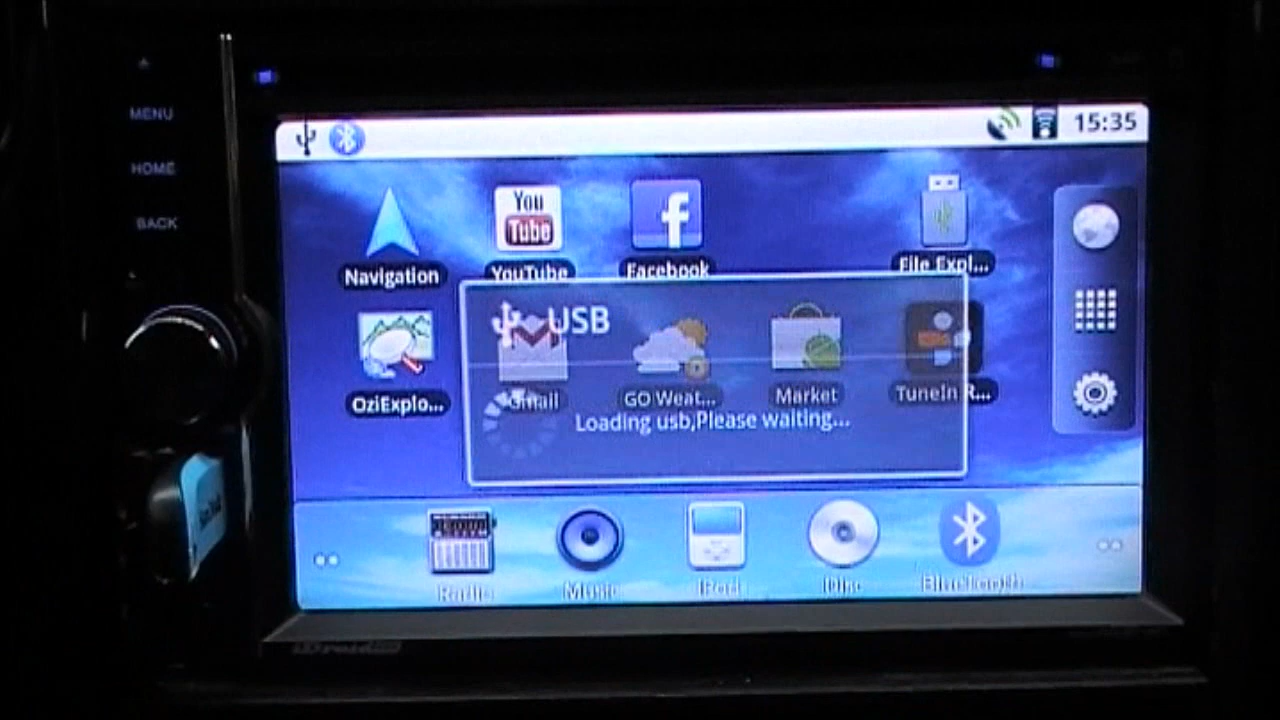 MENU
HOME
BACK
15:35
You
Tube
f
Navigation
YouTube
Facebook
File Expl...
USB
OziExplo...
Gmail
GO Weat...
Market
TuneIn R...
Loading usb,Please waiting...
Radio
Music
iPod
Disc
Bluetooth